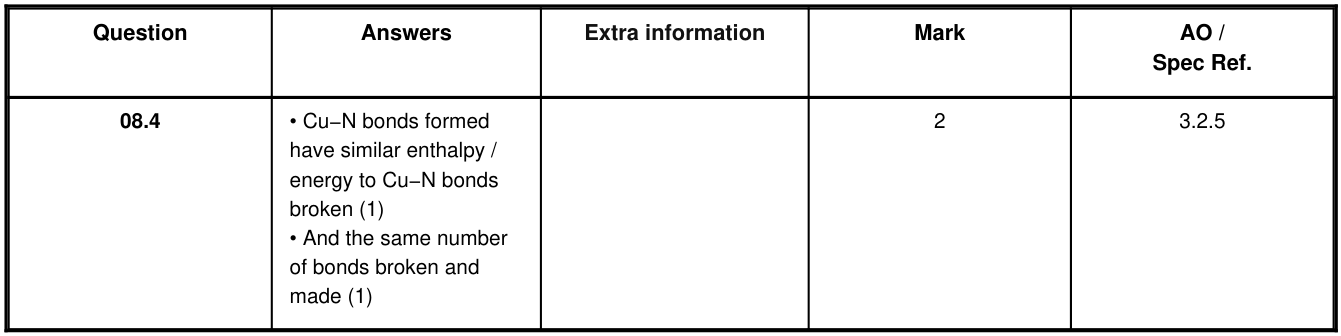 Question Answers Extra information Mark AO /
Spec Ref.
08.4 • Cu–N bonds formed 2 3.2.5
have similar enthalpy /
energy to Cu–N bonds
broken (1)
• And the same number
of bonds broken and
made (1)